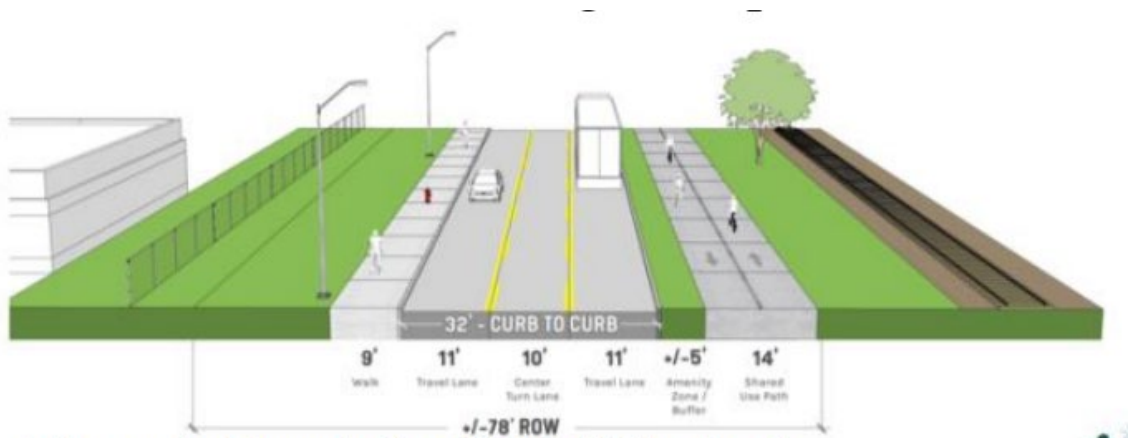 32' - CURB TO CURB
9'
Walk
11'
Travel Lane
10'
Center
Turn Lane
11'
Travel Lane
+/-5'
Amenity
Zone /
Buffer
14'
Shared
Use Path
+/-78' ROW